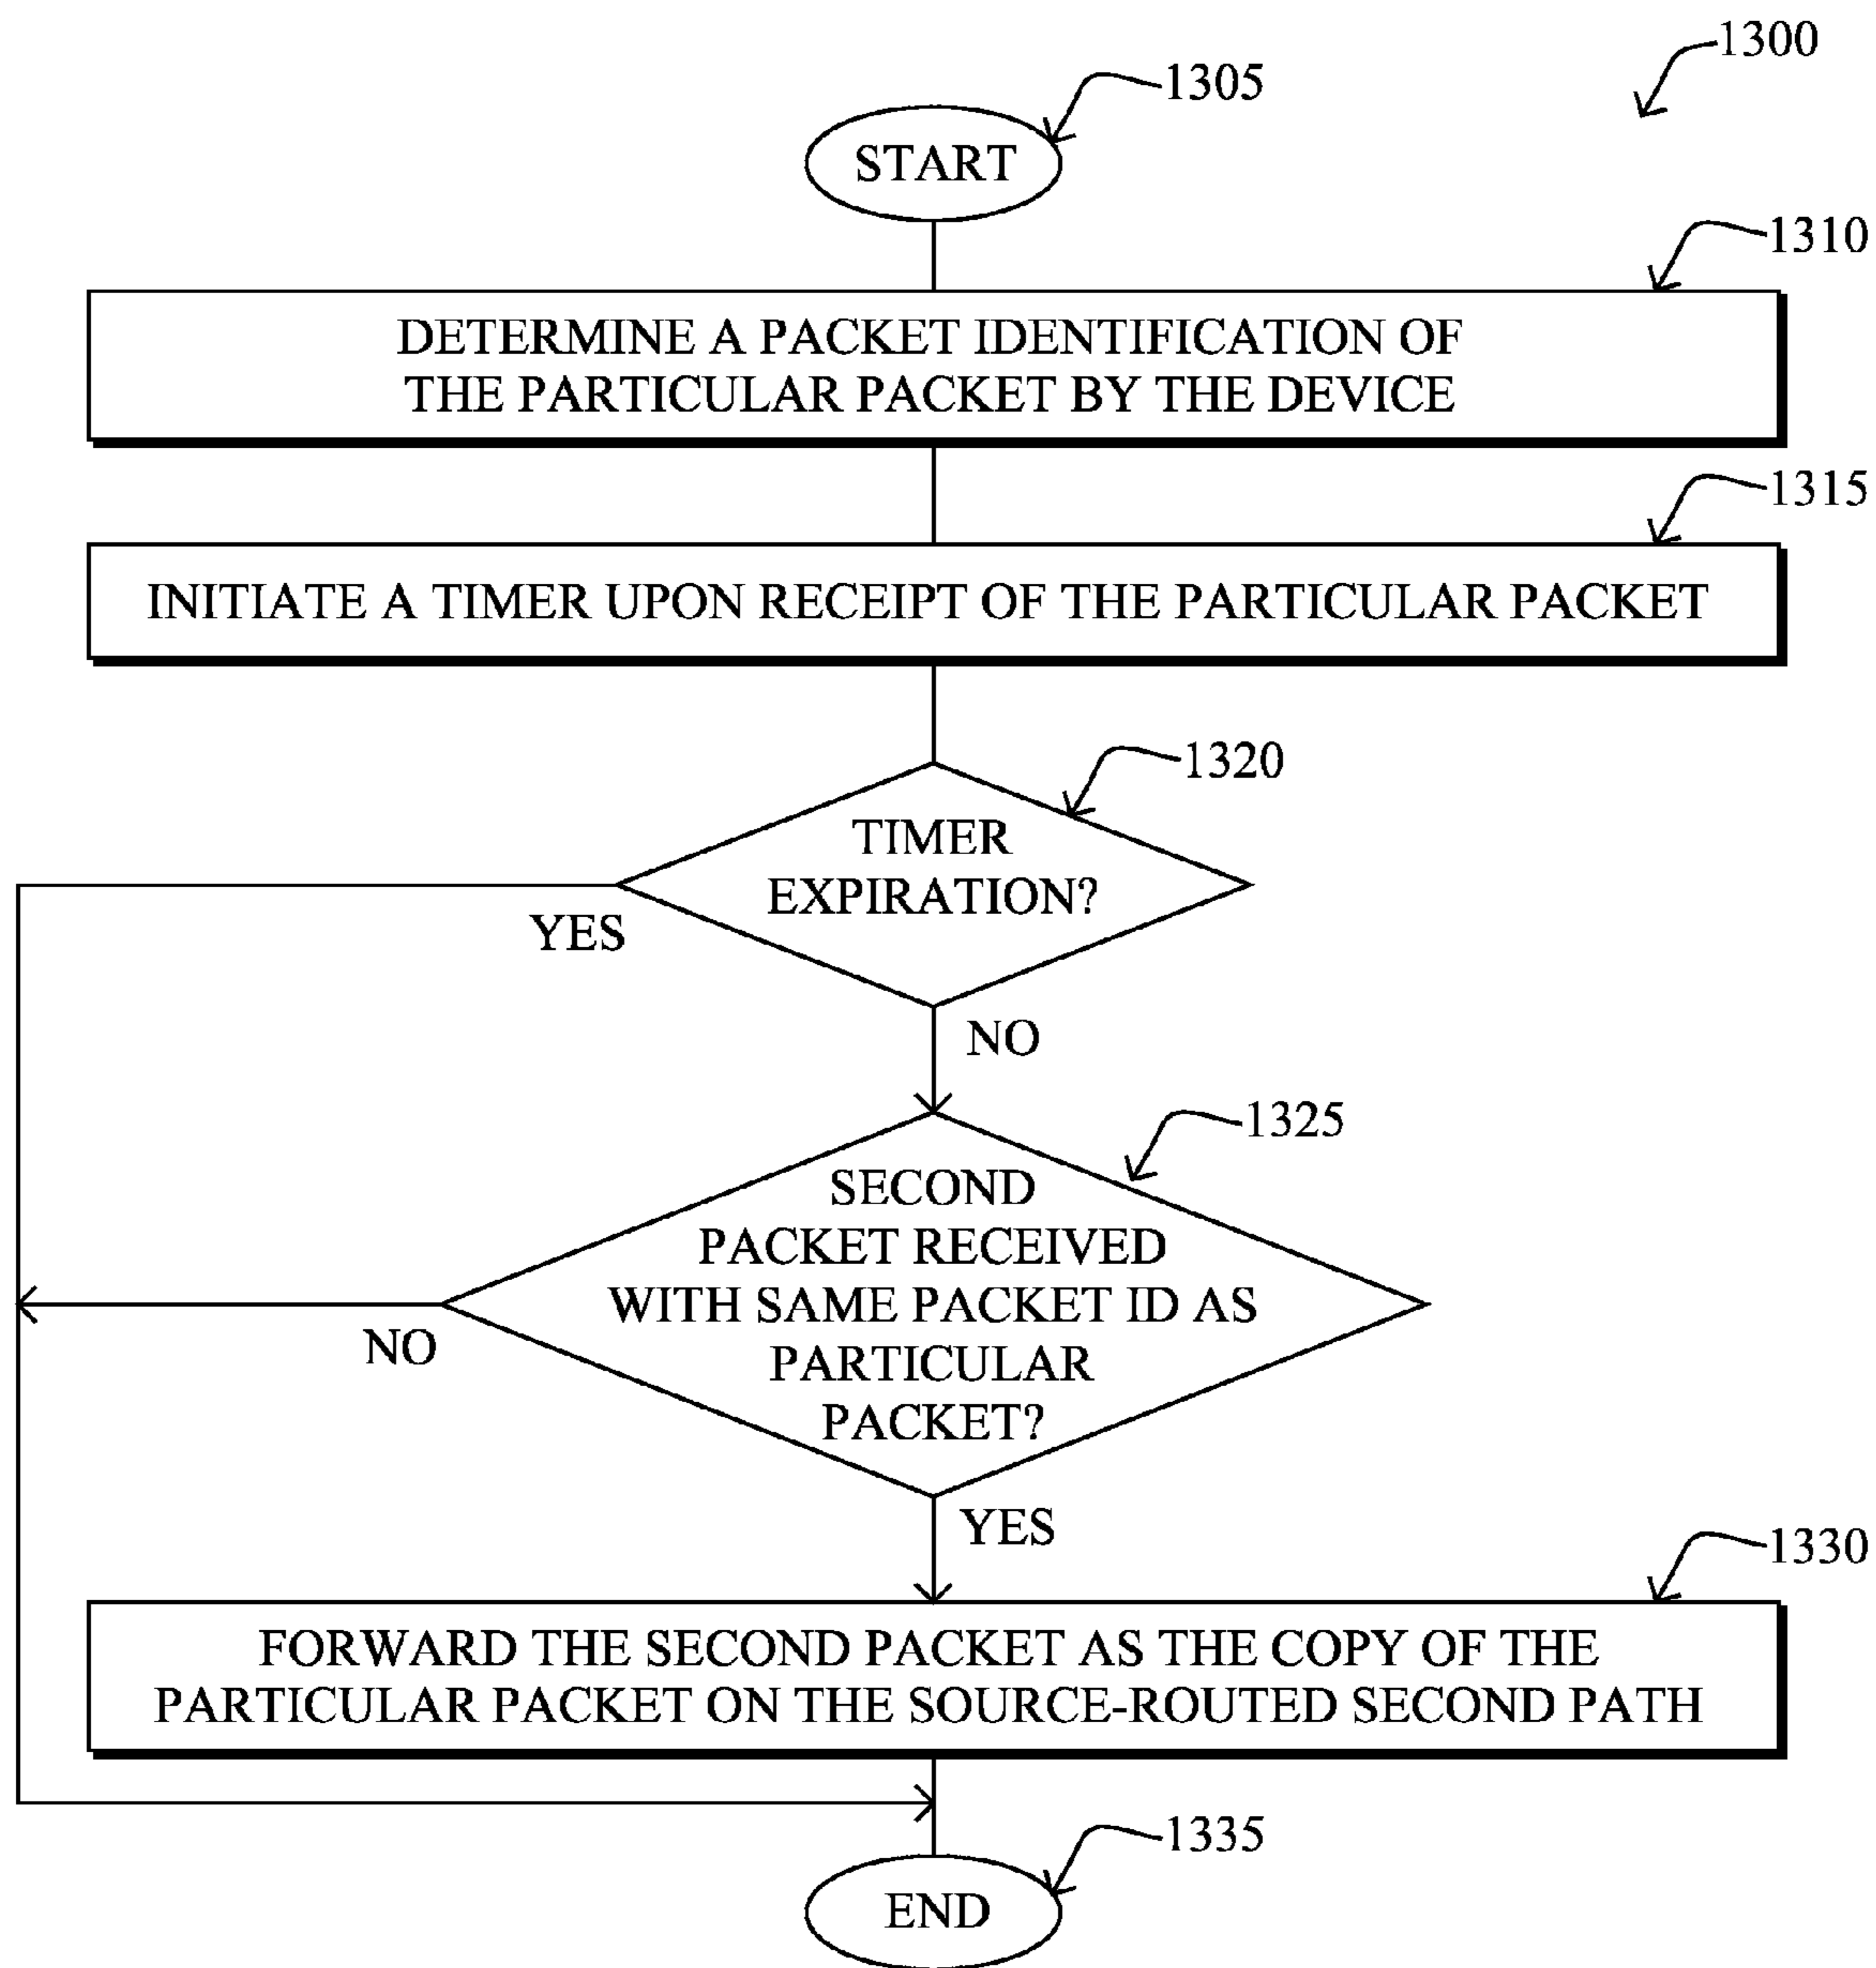 1300
1305
START
1310
DETERMINE A PACKET IDENTIFICATION OF
THE PARTICULAR PACKET BY THE DEVICE
1315
INITIATE A TIMER UPON RECEIPT OF THE PARTICULAR PACKET
1320
TIMER
EXPIRATION?
YES
NO
1325
SECOND
PACKET RECEIVED
WITH SAME PACKET ID AS
PARTICULAR
PACKET?
NO
YES
1330
FORWARD THE SECOND PACKET AS THE COPY OF THE
PARTICULAR PACKET ON THE SOURCE-ROUTED SECOND PATH
1335
END